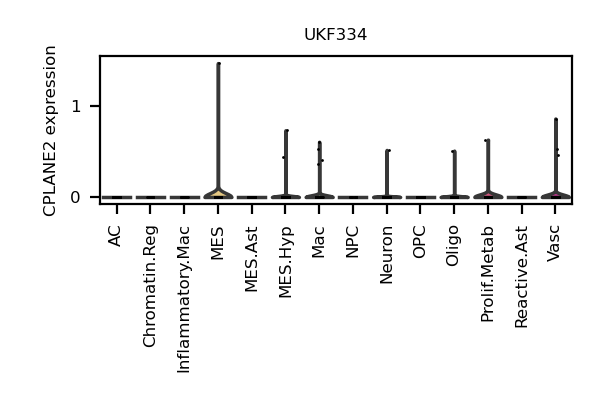 UKF334
CPLANE2 expression
1
0
AC
Chromatin.Reg
Inflammatory.Mac
MES
MES.Ast
MES.Hyp
Mac
NPC
Neuron
OPC
Oligo
Prolif.Metab
Reactive.Ast
Vasc